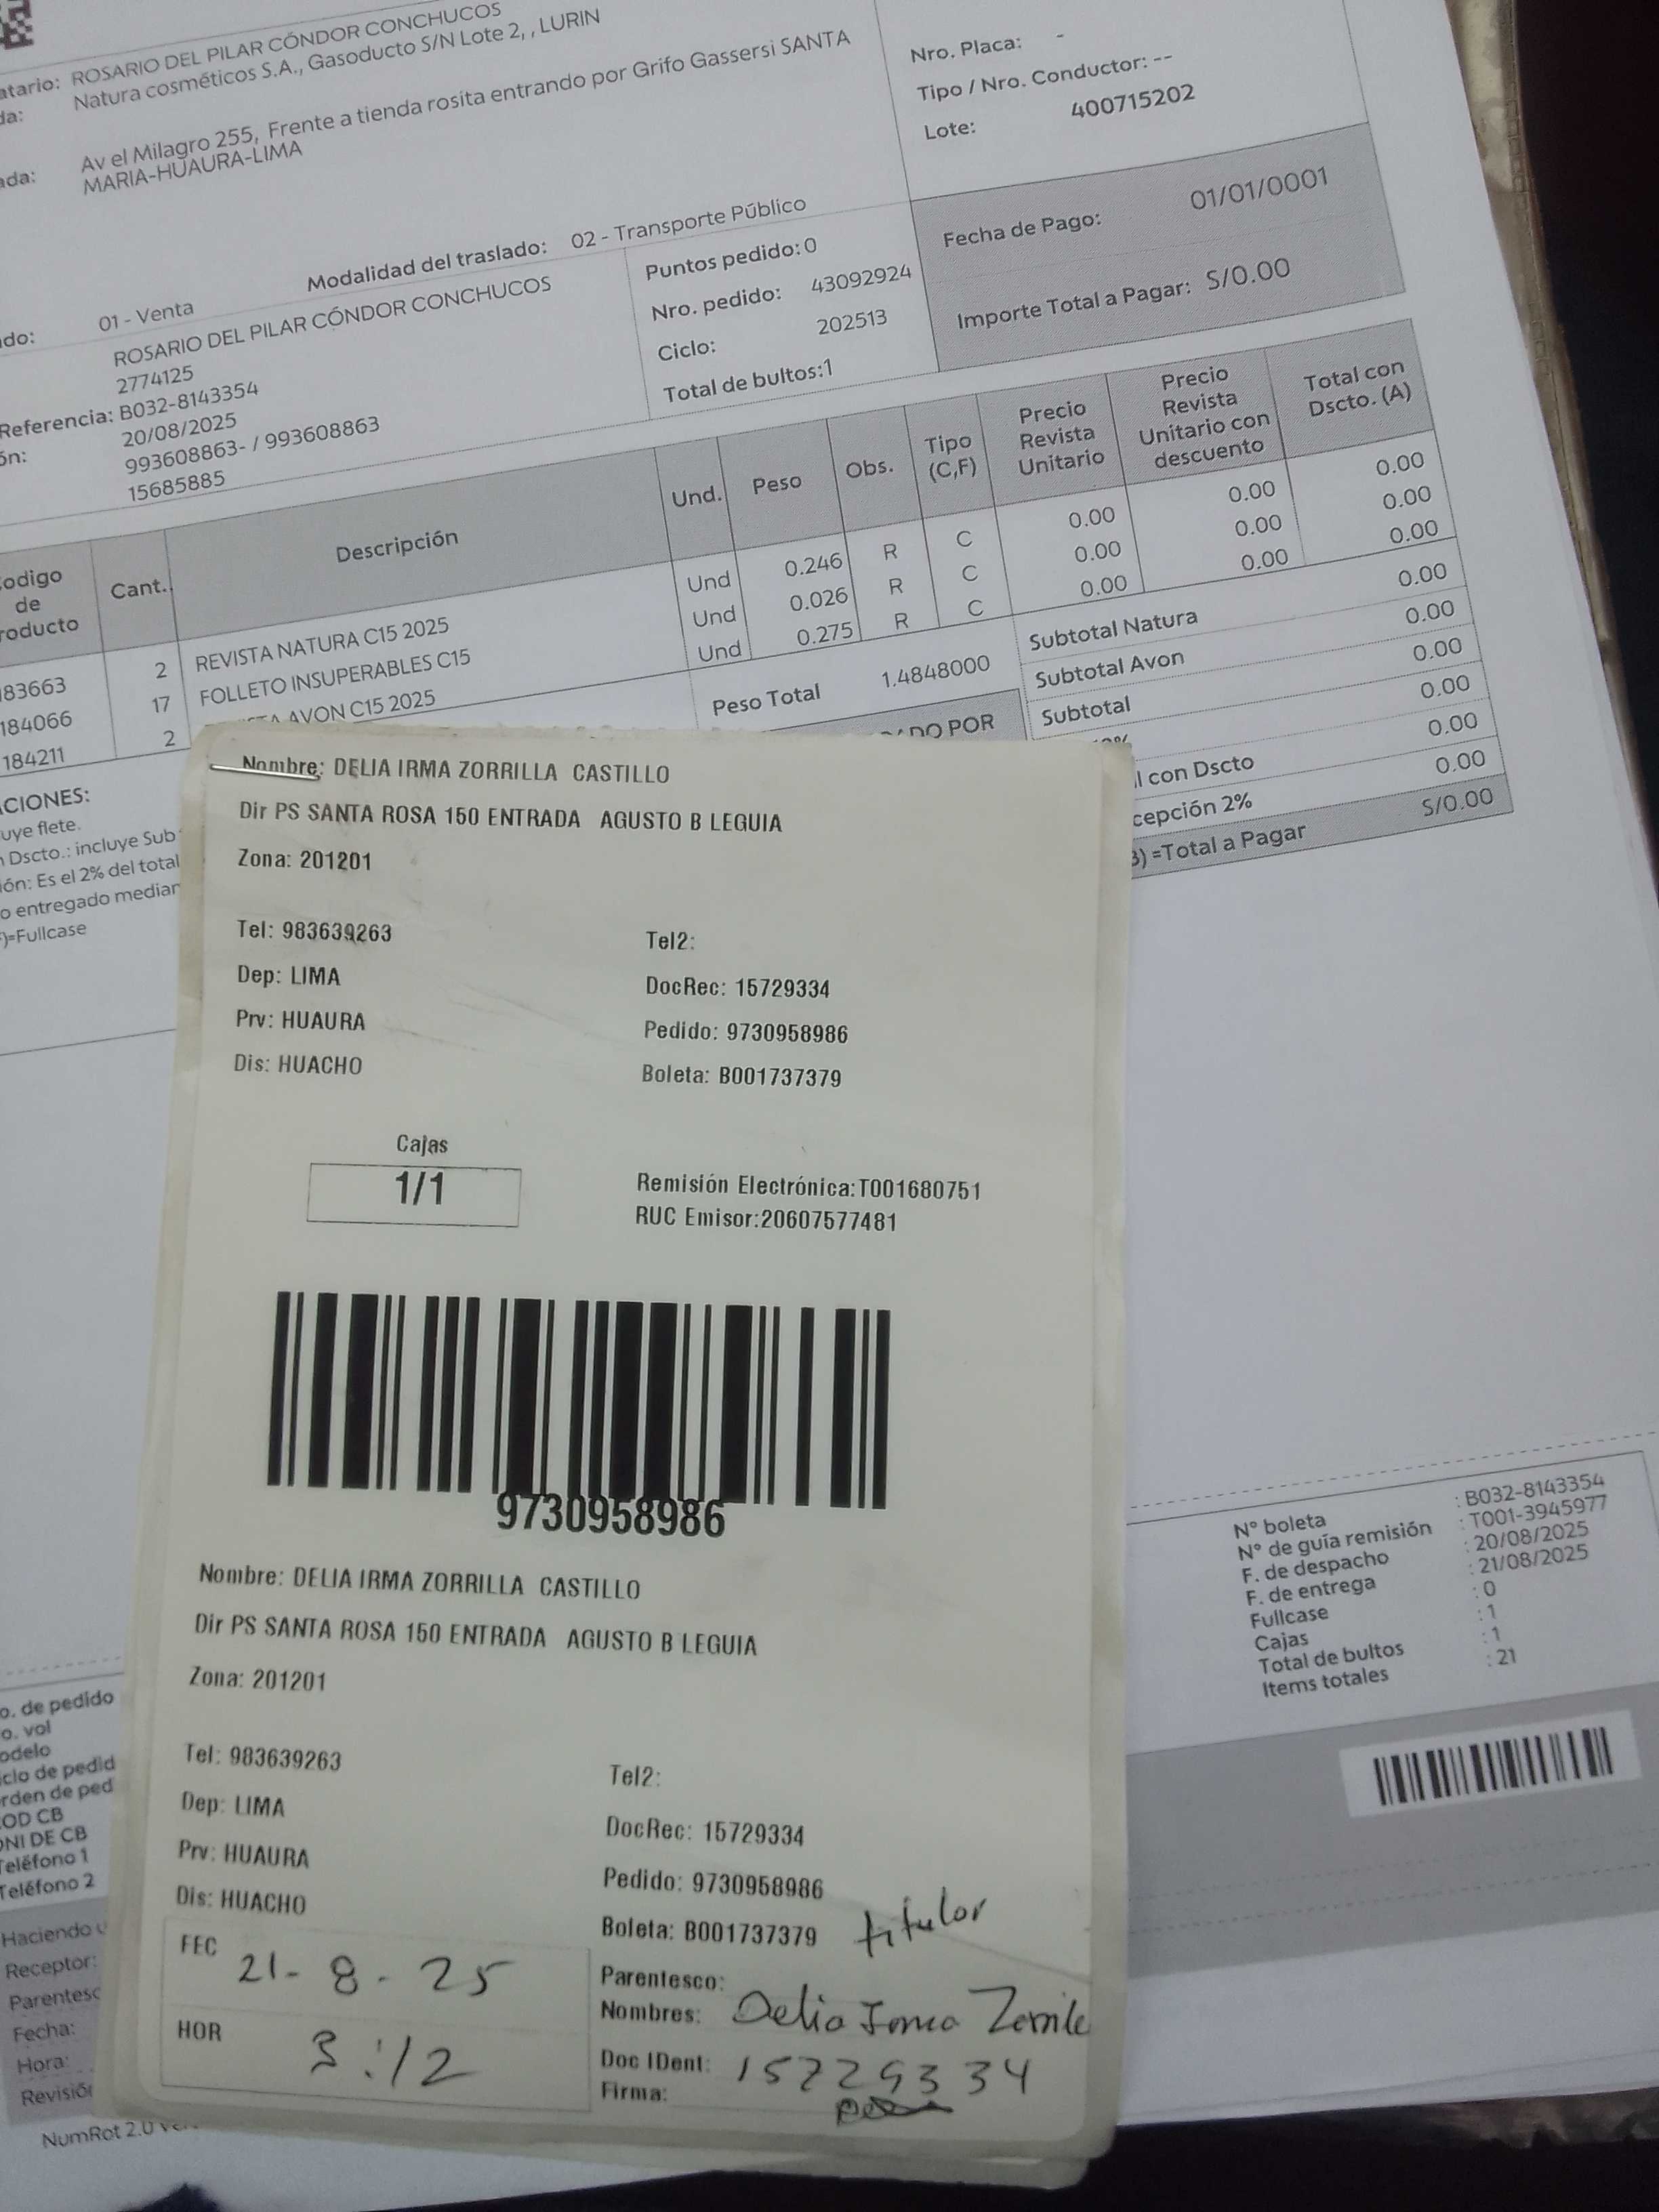 atario: ROSARIO DEL PILAR CÓNDOR CONCHUCOS
da: Natura cosméticos S.A., Gasoducto S/N Lote 2, , LURIN
ada: Av el Milagro 255, Frente a tienda rosita entrando por Grifo Gassersi SANTA
MARIA-HUAURA-LIMA
Nro. Placa: -
Tipo / Nro. Conductor: --
Lote: 400715202
do: 01 - Venta
Modalidad del traslado: 02 - Transporte Público
ROSARIO DEL PILAR CÓNDOR CONCHUCOS
2774125
Referencia: B032-8143354
20/08/2025
ón: 993608863- / 993608863
15685885
Puntos pedido: 0
Nro. pedido: 43092924
Ciclo: 202513
Total de bultos:1
Fecha de Pago: 01/01/0001
Importe Total a Pagar: S/0.00
odigo de roducto Cant. Descripción Und. Peso Obs. Tipo (C,F) Precio Revista Unitario Precio Revista Unitario con descuento Total con Dscto. (A)
183663 2 REVISTA NATURA C15 2025 Und 0.246 R C 0.00 0.00 0.00
184066 17 FOLLETO INSUPERABLES C15 Und 0.026 R C 0.00 0.00 0.00
184211 2 AVON C15 2025 Und 0.275 R C 0.00 0.00 0.00
Peso Total 1.4848000
ADO POR
Subtotal Natura 0.00
Subtotal Avon 0.00
Subtotal 0.00
0.00
l con Dscto 0.00
cepción 2% 0.00
3) =Total a Pagar S/0.00
CIONES:
uye flete.
n Dscto.: incluye Sub
ión: Es el 2% del total
o entregado median
)=Fullcase
Nombre: DELIA IRMA ZORRILLA CASTILLO
Dir PS SANTA ROSA 150 ENTRADA AGUSTO B LEGUIA
Zona: 201201
Tel: 983639263 Tel2:
Dep: LIMA DocRec: 15729334
Prv: HUAURA Pedido: 9730958986
Dis: HUACHO Boleta: B001737379
Cajas
1/1
Remisión Electrónica:T001680751
RUC Emisor:20607577481
9730958986
Nombre: DELIA IRMA ZORRILLA CASTILLO
Dir PS SANTA ROSA 150 ENTRADA AGUSTO B LEGUIA
Zona: 201201
Tel: 983639263 Tel2:
Dep: LIMA DocRec: 15729334
Prv: HUAURA Pedido: 9730958986
Dis: HUACHO Boleta: B001737379 titular
FEC 21-8-25
HOR 3:12
Parentesco:
Nombres: Delia Irma
Doc IDent: 15729334
Firma:
N° boleta : B032-8143354
N° de guía remisión : T001-3945977
F. de despacho : 20/08/2025
F. de entrega : 21/08/2025
Fullcase : 0
Cajas : 1
Total de bultos : 1
Items totales : 21
o. de pedido
o. vol
odelo
iclo de pedid
rden de ped
OD CB
NI DE CB
Teléfono 1
Teléfono 2
Haciendo u
Receptor:
Parentesc
Fecha:
Hora:
Revisió
NumRot 2.0